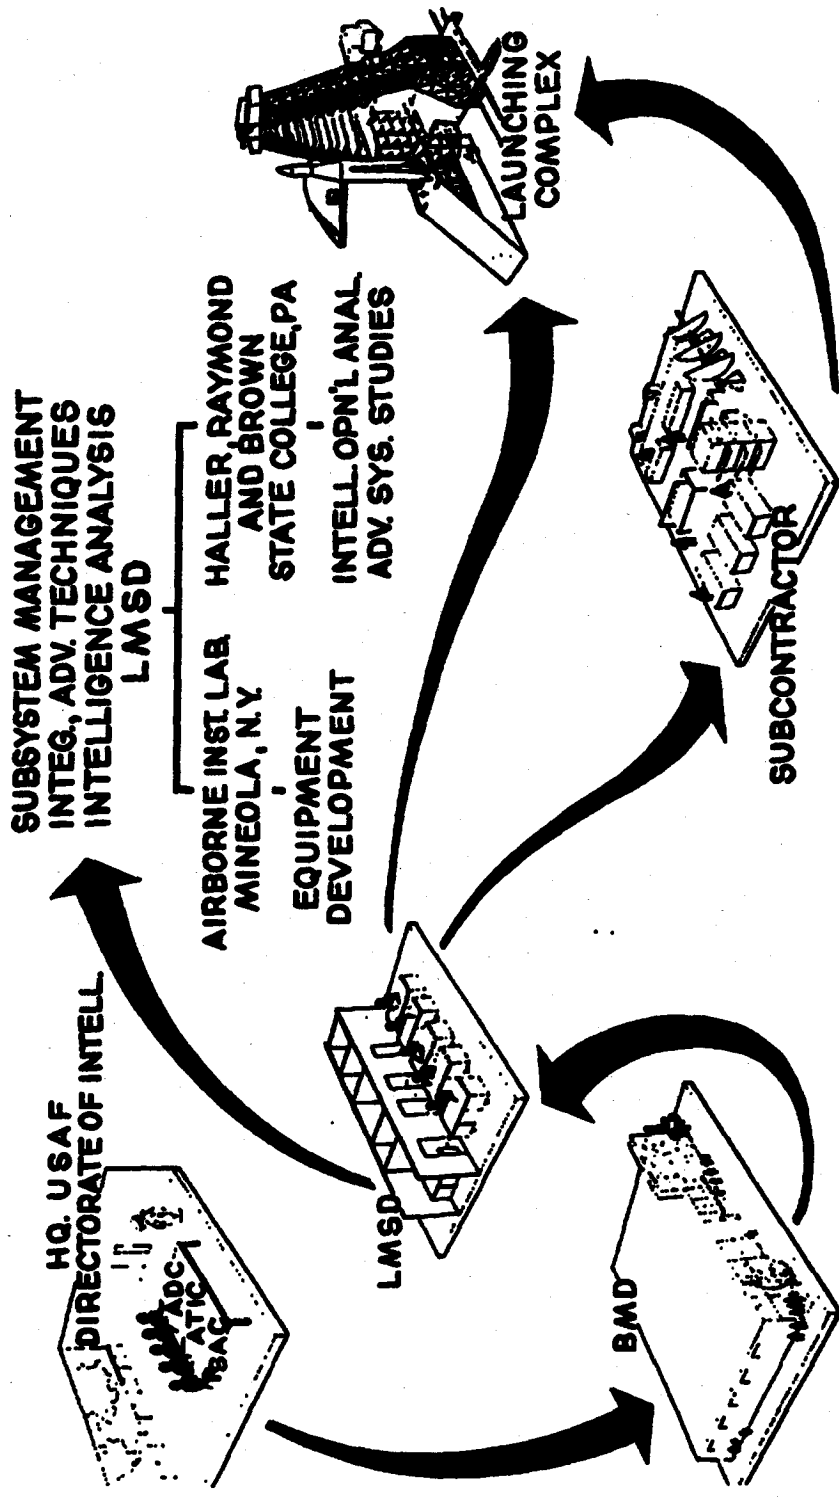 HQ. USAF
DIRECTORATE OF INTELL.
ADC
ATIC
SAC
BMD
LMSD
SUBSYSTEM MANAGEMENT
INTEG., ADV. TECHNIQUES
INTELLIGENCE ANALYSIS
LMSD
AIRBORNE INST. LAB.
MINEOLA, N.Y.
EQUIPMENT
DEVELOPMENT
HALLER, RAYMOND
AND BROWN
STATE COLLEGE, PA
INTELL. OPN'L ANAL.
ADV. SYS. STUDIES
SUBCONTRACTOR
LAUNCHING
COMPLEX